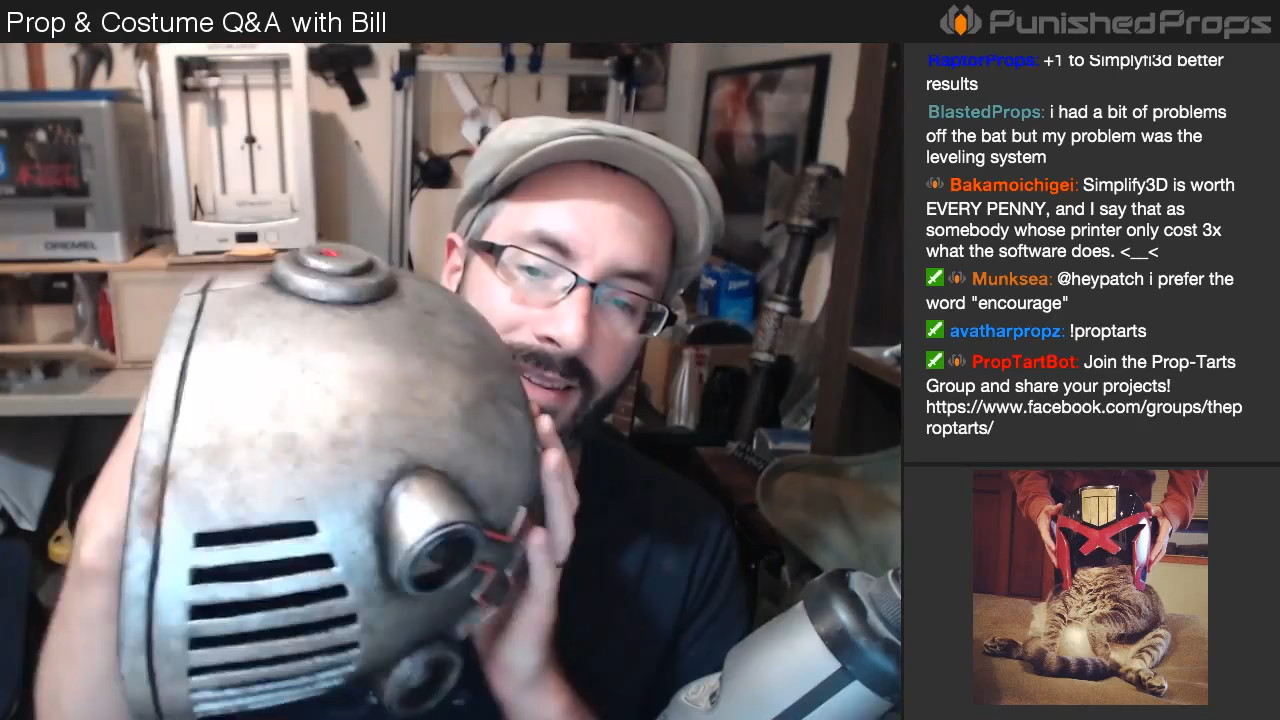 Prop & Costume Q&A with Bill
PunishedProps
RaptorProps: +1 to Simplyfi3d better
results
BlastedProps: i had a bit of problems
off the bat but my problem was the
leveling system
Bakamoichigei: Simplify3D is worth
EVERY PENNY, and I say that as
somebody whose printer only cost 3x
what the software does. <__<
Munksea: @heypatch i prefer the
word "encourage"
avatharpropz: !proptarts
PropTartBot: Join the Prop-Tarts
Group and share your projects!
https://www.facebook.com/groups/thep
roptarts/
DREMEL